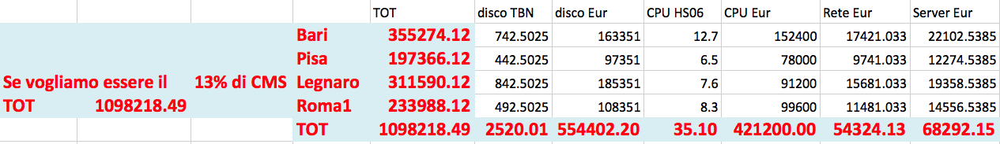 TOT disco TBN disco Eur CPU HS06 CPU Eur Rete Eur Server Eur
Bari 355274.12 742.5025 163351 12.7 152400 17421.033 22102.5385
Pisa 197366.12 442.5025 97351 6.5 78000 9741.033 12274.5385
Se vogliamo essere il 13% di CMS Legnaro 311590.12 842.5025 185351 7.6 91200 15681.033 19358.5385
TOT 1098218.49 Roma1 233988.12 492.5025 108351 8.3 99600 11481.033 14556.5385
TOT 1098218.49 2520.01 554402.20 35.10 421200.00 54324.13 68292.15